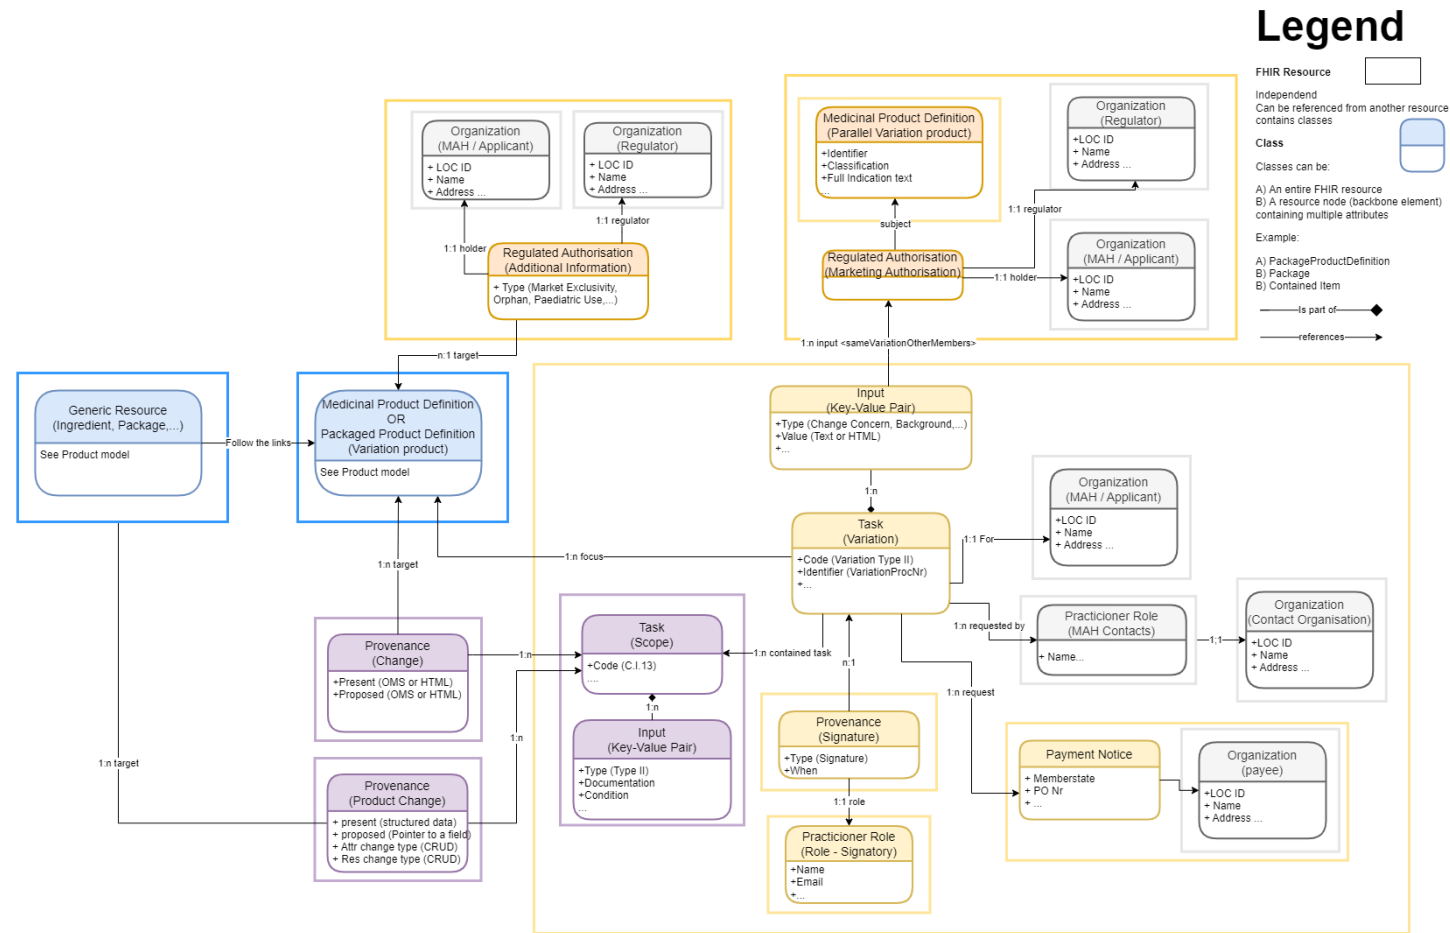 Legend
FHIR Resource
Independend
Can be referenced from another resource
contains classes
Class
Classes can be:
A) An entire FHIR resource
B) A resource node (backbone element)
containing multiple attributes
Example:
A) PackageProductDefinition
B) Package
B) Contained Item
Is part of
references
Organization
(MAH / Applicant)
+ LOC ID
+ Name
+ Address ...
Organization
(Regulator)
+ LOC ID
+ Name
+ Address ...
1:1 holder
1:1 regulator
Regulated Authorisation
(Additional Information)
+ Type (Market Exclusivity,
Orphan, Paediatric Use,...)
n:1 target
Medicinal Product Definition
(Parallel Variation product)
+Identifier
+Classification
+Full Indication text
...
subject
Regulated Authorisation
(Marketing Authorisation)
Organization
(Regulator)
+LOC ID
+ Name
+ Address ...
1:1 regulator
Organization
(MAH / Applicant)
+LOC ID
+ Name
+ Address ...
1:1 holder
1:n input <sameVariationOtherMembers>
Generic Resource
(Ingredient, Package,...)
See Product model
Follow the links
Medicinal Product Definition
OR
Packaged Product Definition
(Variation product)
See Product model
Input
(Key-Value Pair)
+Type (Change Concern, Background,...)
+Value (Text or HTML)
+...
1:n
Task
(Variation)
+Code (Variation Type II)
+Identifier (VariationProcNr)
+...
1:n focus
1:1 For
Organization
(MAH / Applicant)
+LOC ID
+ Name
+ Address ...
1:n requested by
Practicioner Role
(MAH Contacts)
+ Name...
1;1
Organization
(Contact Organisation)
+LOC ID
+ Name
+ Address ...
1:n target
Provenance
(Change)
+Present (OMS or HTML)
+Proposed (OMS or HTML)
1:n
Task
(Scope)
+Code (C.I.13)
....
1:n contained task
1:n
Input
(Key-Value Pair)
+Type (Type II)
+Documentation
+Condition
...
1:n target
Provenance
(Product Change)
+ present (structured data)
+ proposed (Pointer to a field)
+ Attr change type (CRUD)
+ Res change type (CRUD)
1:n
n:1
Provenance
(Signature)
+Type (Signature)
+When
1:1 role
Practicioner Role
(Role - Signatory)
+Name
+Email
+...
1:n request
Payment Notice
+ Memberstate
+ PO Nr
+ ...
Organization
(payee)
+LOC ID
+ Name
+ Address ...